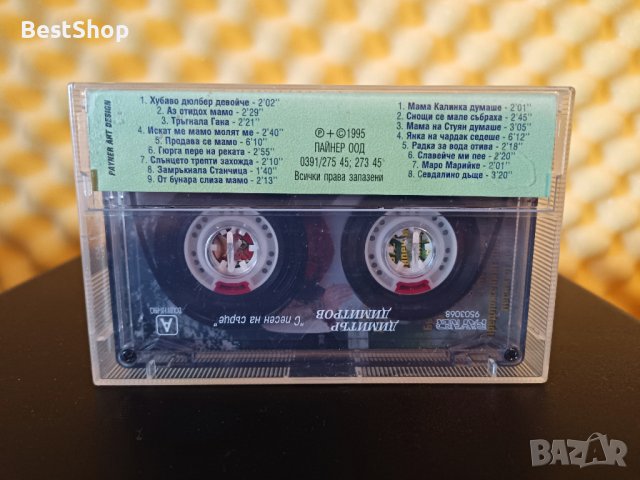 BestShop
PAYNER ART DESIGN
1. Хубаво дюлбер девойче - 2'02"
2. Аз отидох мамо - 2'29"
3. Тръгнала Гака - 2'21"
4. Искат ме мамо молят ме - 2'40"
5. Продава се мамо - 6'10"
6. Гюрга пере на реката - 2'55"
7. Слънцето трепти захожда - 2'10"
8. Замръкнала Станчица - 1'40"
9. От бунара слиза мамо - 2'13"
℗ + © 1995
ПАЙНЕР ООД
0391/275 45; 273 45
Всички права запазени
1. Мама Калинка думаше - 2'01"
2. Снощи се мале събраха - 2'45"
3. Мама на Стуян думаше - 3'05"
4. Янка на чардак седеше - 6'12"
5. Радка за вода отива - 2'18"
6. Славейче ми пее - 2'20"
7. Маро Марийке - 2'01"
8. Севдалино дъще - 3'20"
A
"С песен на сърце"
ДИМИТЪР
ДИМИТРОВ
9503068
BAZAR